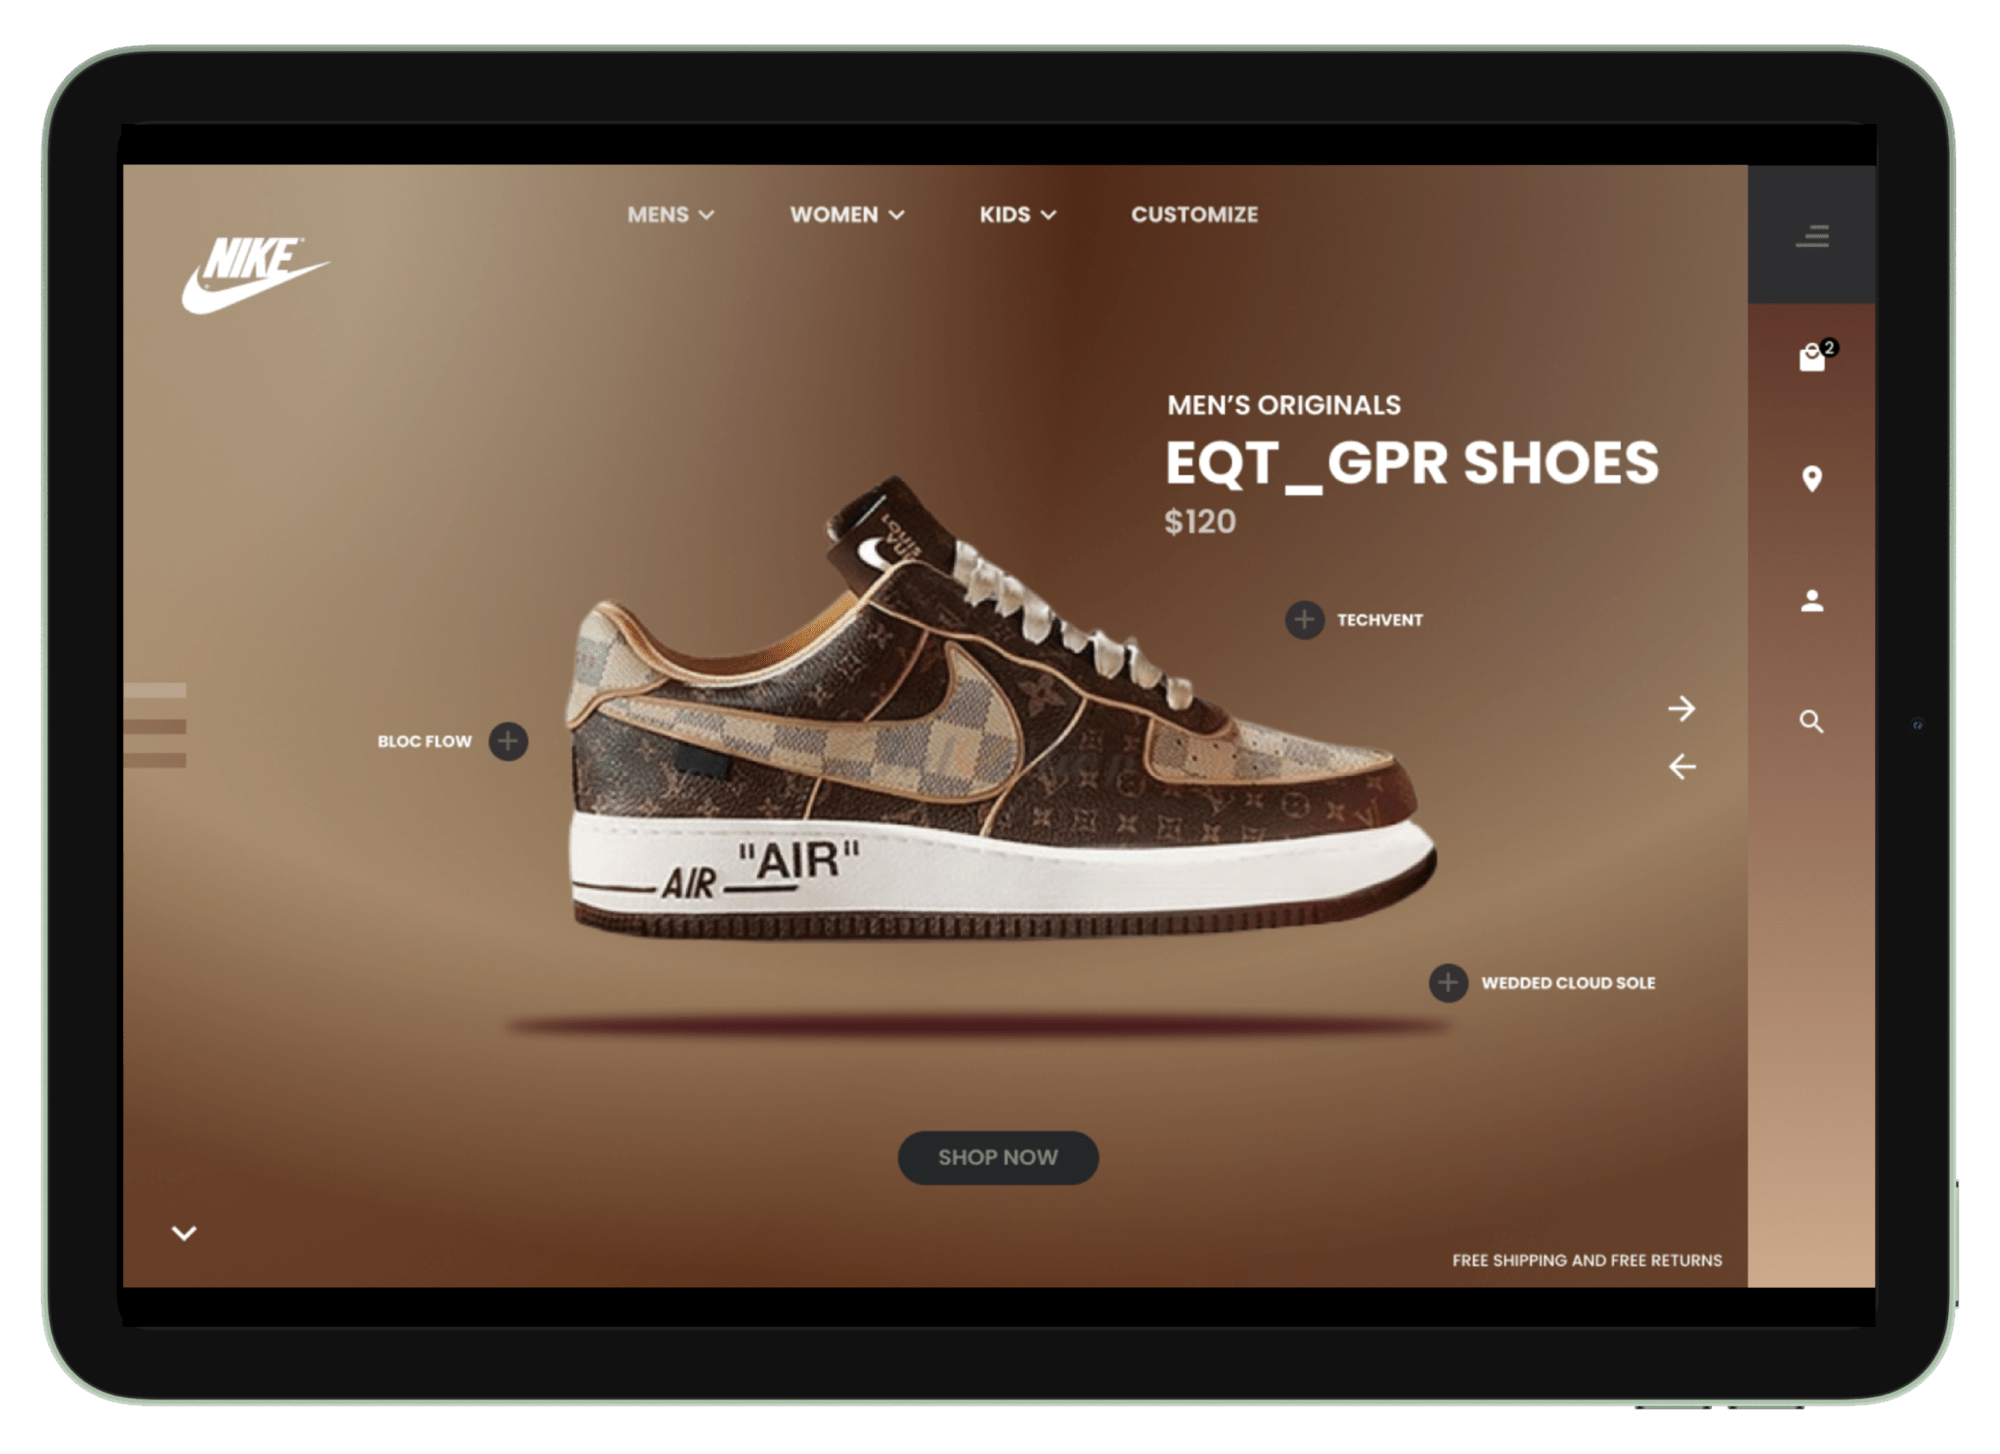 MENS
WOMEN
KIDS
CUSTOMIZE
NIKE
2
MEN’S ORIGINALS
EQT_GPR SHOES
$120
LOUIS
TECHVENT
BLOC FLOW
"AIR"
AIR
WEDDED CLOUD SOLE
SHOP NOW
FREE SHIPPING AND FREE RETURNS